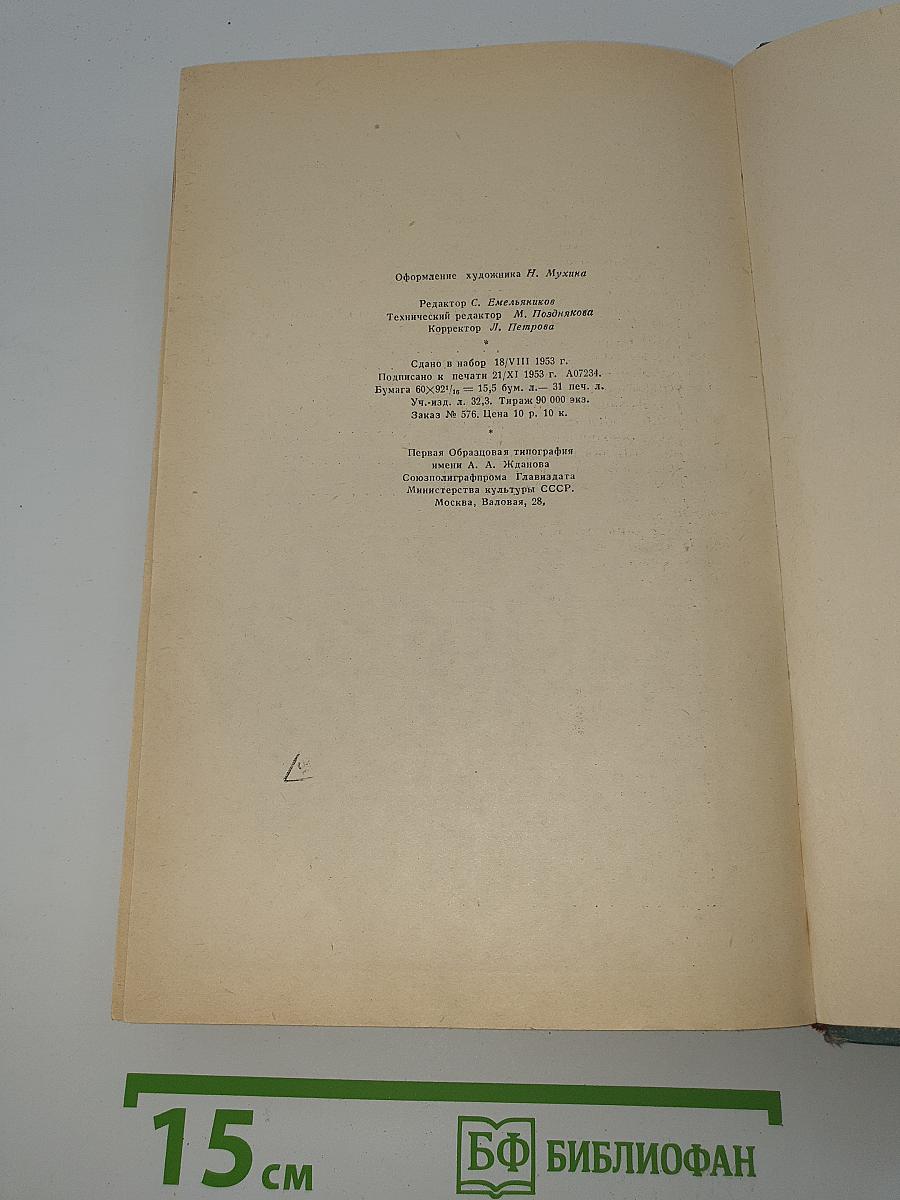 Оформление художника Н. Мухина
Редактор С. Емельяников
Технический редактор М. Позднякова
Корректор Л. Петрова
*
Сдано в набор 18/VIII 1953 г.
Подписано к печати 21/XI 1953 г. А07234.
Бумага 60×92¹/₁₆ = 15,5 бум. л.— 31 печ. л.
Уч.-изд. л. 32,3. Тираж 90 000 экз.
Заказ № 576. Цена 10 р. 10 к.
*
Первая Образцовая типография
имени А. А. Жданова
Союзполиграфпрома Главиздата
Министерства культуры СССР.
Москва, Валовая, 28.
15 см
БФ БИБЛИОФАН